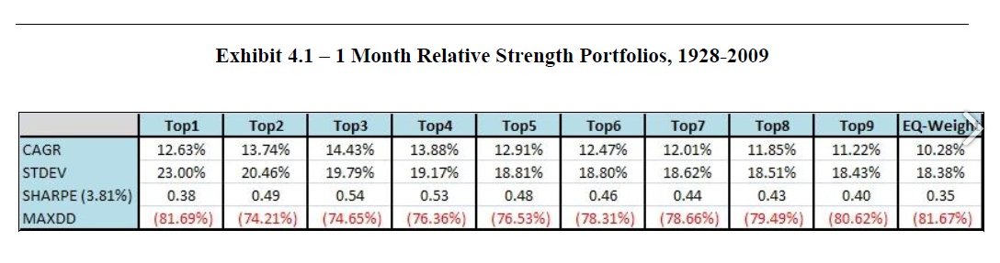 Exhibit 4.1 – 1 Month Relative Strength Portfolios, 1928-2009
Top1 Top2 Top3 Top4 Top5 Top6 Top7 Top8 Top9 EQ-Weigh
CAGR 12.63% 13.74% 14.43% 13.88% 12.91% 12.47% 12.01% 11.85% 11.22% 10.28%
STDEV 23.00% 20.46% 19.79% 19.17% 18.81% 18.80% 18.62% 18.51% 18.43% 18.38%
SHARPE (3.81%) 0.38 0.49 0.54 0.53 0.48 0.46 0.44 0.43 0.40 0.35
MAXDD (81.69%) (74.21%) (74.65%) (76.36%) (76.53%) (78.31%) (78.66%) (79.49%) (80.62%) (81.67%)